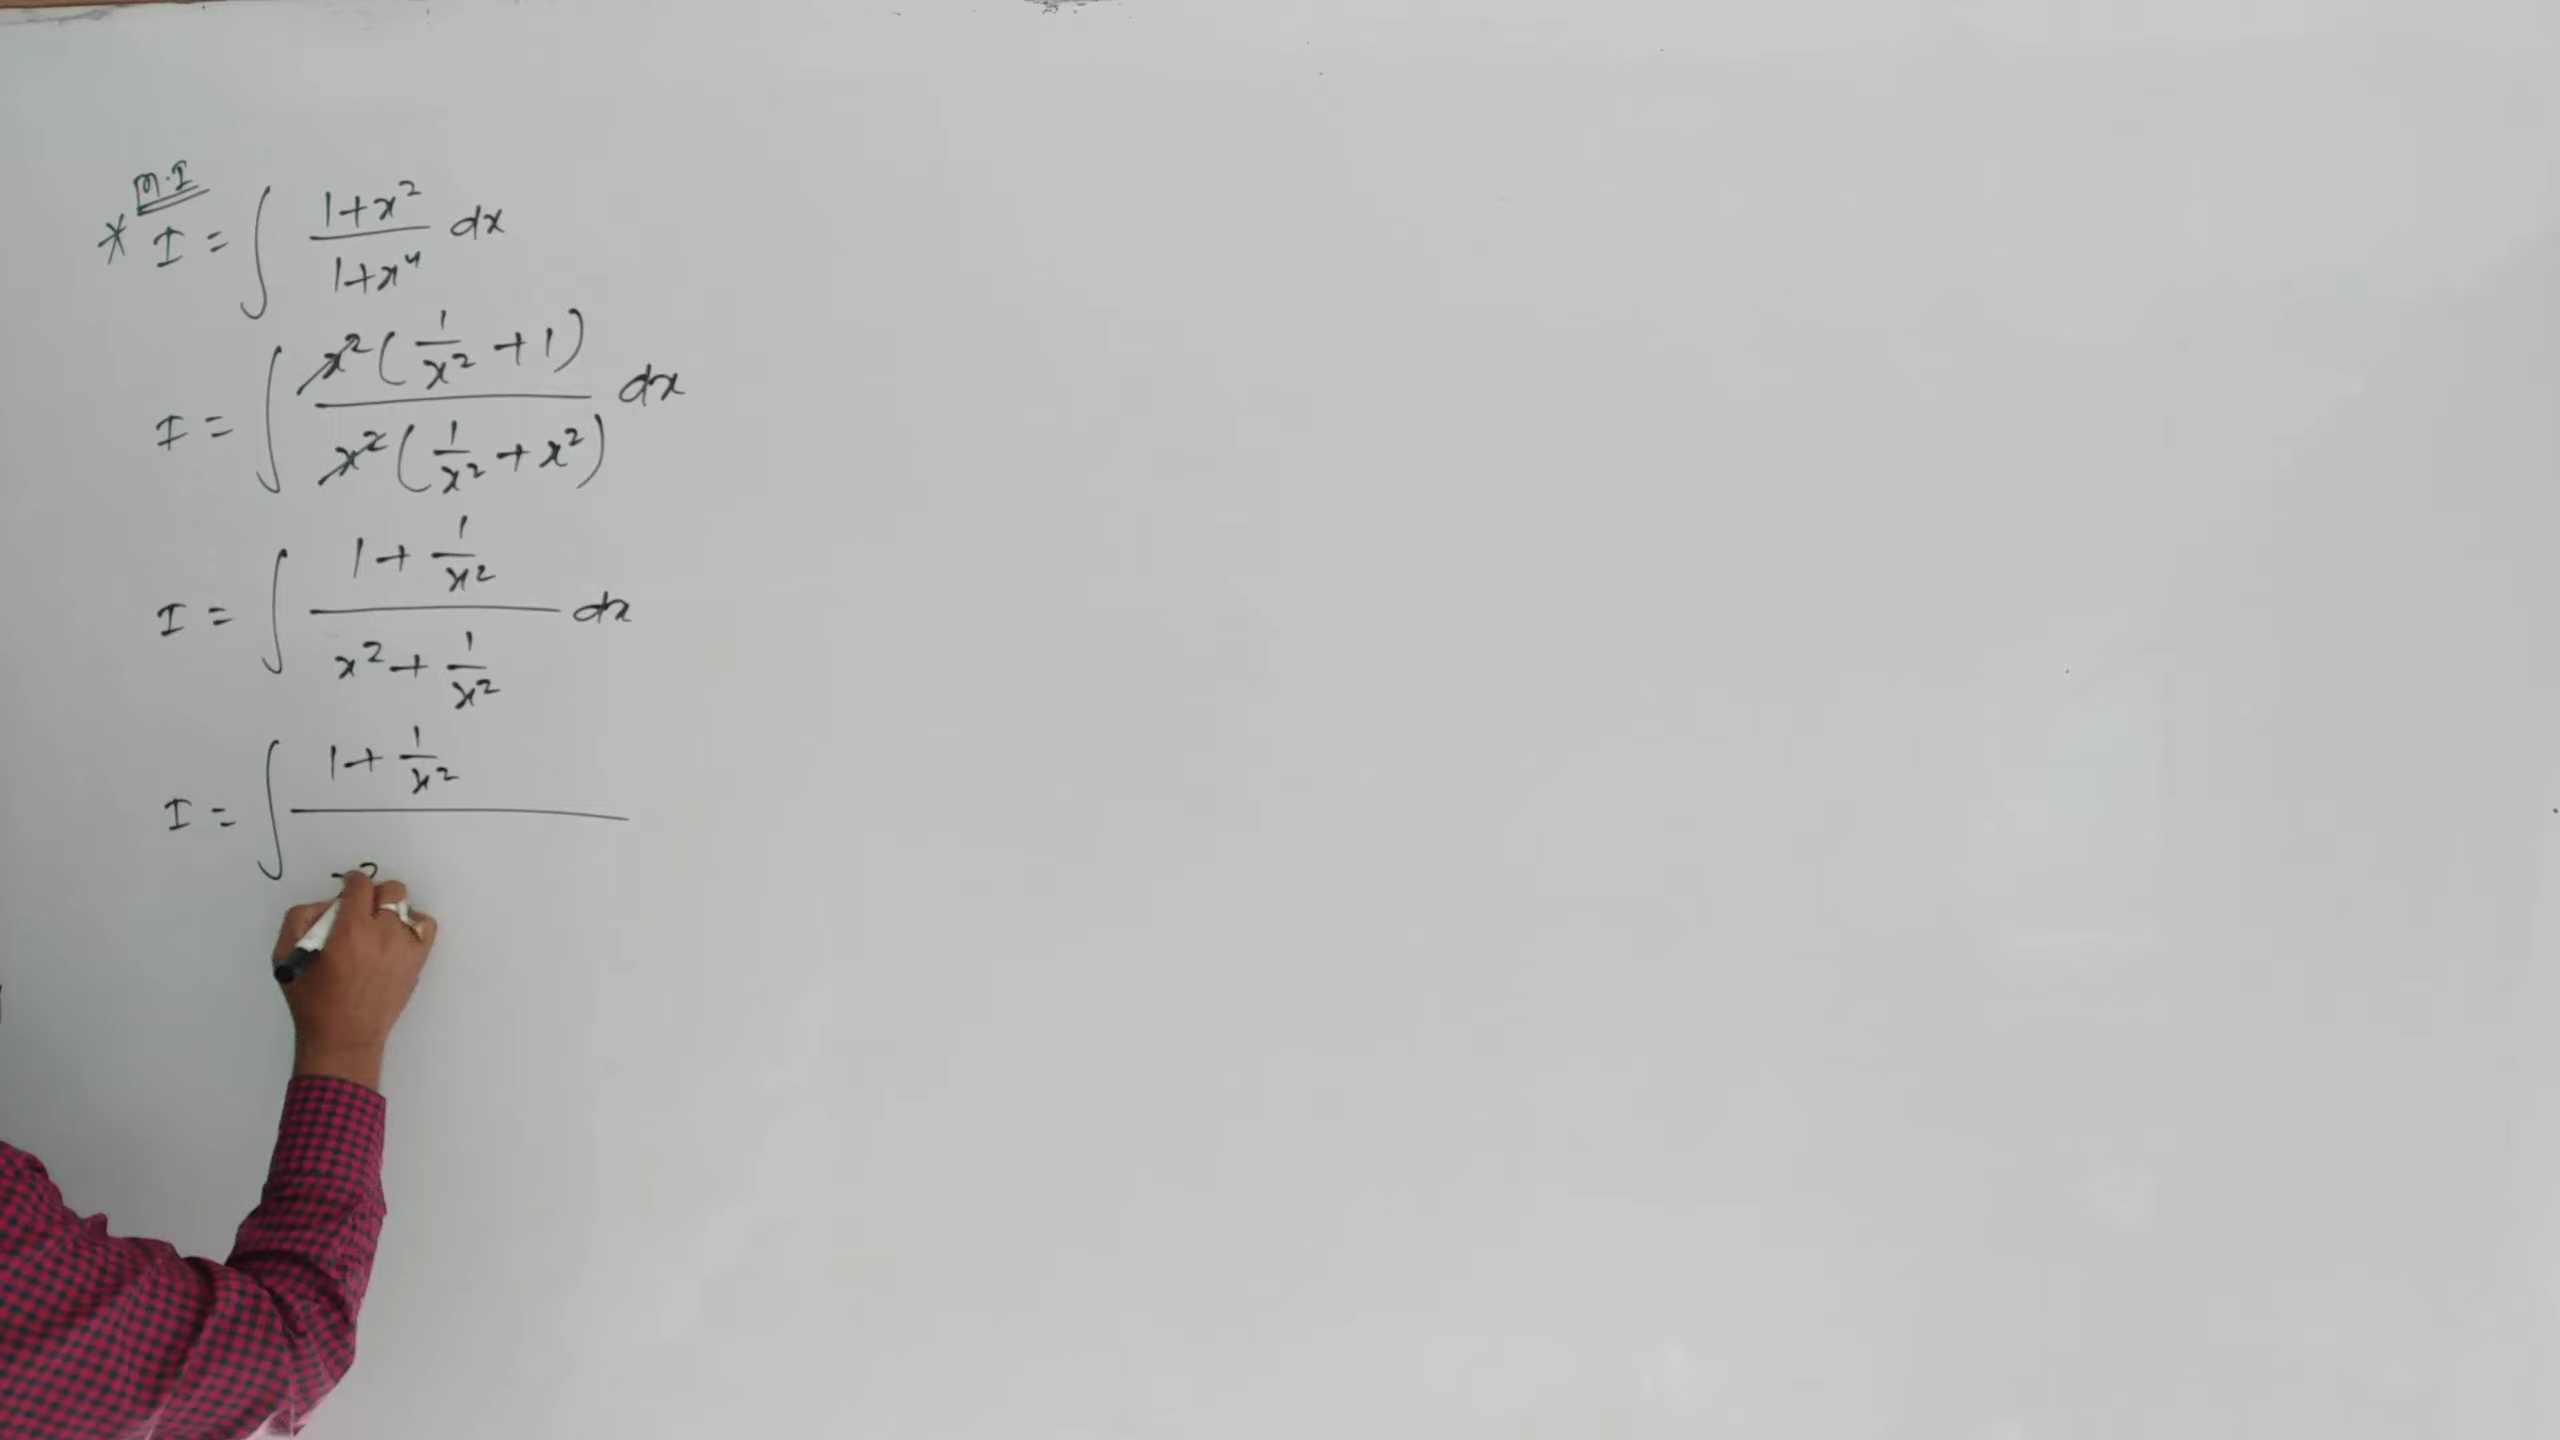 M.I
* I = ∫ (1+x²)/(1+x⁴) dx
I = ∫ x²(1/x² + 1)/x²(1/x² + x²) dx
I = ∫ (1 + 1/x²)/(x² + 1/x²) dx
I = ∫ (1 + 1/x²)/